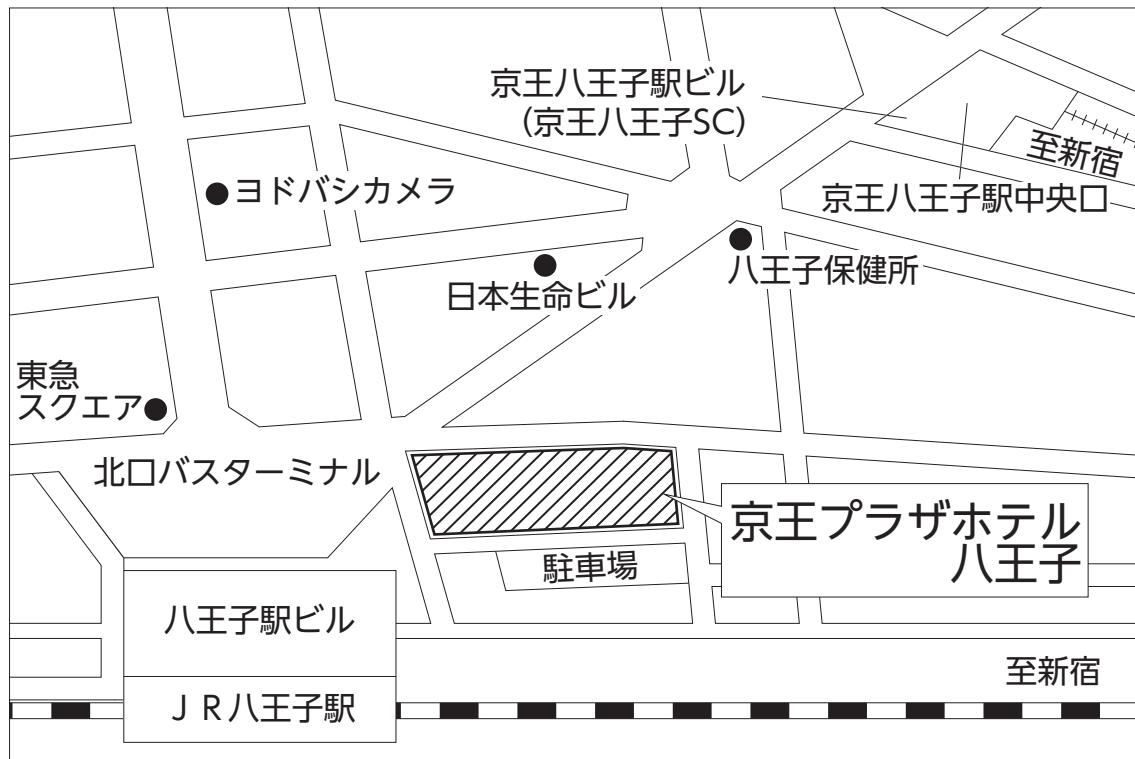 京王八王子駅ビル
(京王八王子SC)
至新宿
ヨドバシカメラ
京王八王子駅中央口
八王子保健所
日本生命ビル
東急
スクエア
北口バスターミナル
京王プラザホテル
八王子
駐車場
八王子駅ビル
至新宿
ＪＲ八王子駅